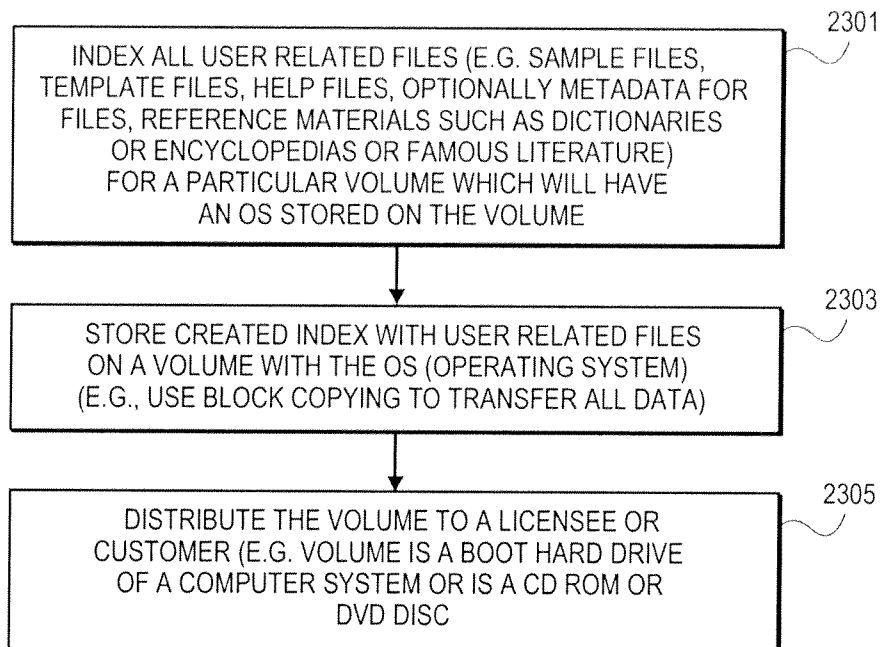 2301
INDEX ALL USER RELATED FILES (E.G. SAMPLE FILES,
TEMPLATE FILES, HELP FILES, OPTIONALLY METADATA FOR
FILES, REFERENCE MATERIALS SUCH AS DICTIONARIES
OR ENCYCLOPEDIAS OR FAMOUS LITERATURE)
FOR A PARTICULAR VOLUME WHICH WILL HAVE
AN OS STORED ON THE VOLUME
2303
STORE CREATED INDEX WITH USER RELATED FILES
ON A VOLUME WITH THE OS (OPERATING SYSTEM)
(E.G., USE BLOCK COPYING TO TRANSFER ALL DATA)
2305
DISTRIBUTE THE VOLUME TO A LICENSEE OR
CUSTOMER (E.G. VOLUME IS A BOOT HARD DRIVE
OF A COMPUTER SYSTEM OR IS A CD ROM OR
DVD DISC